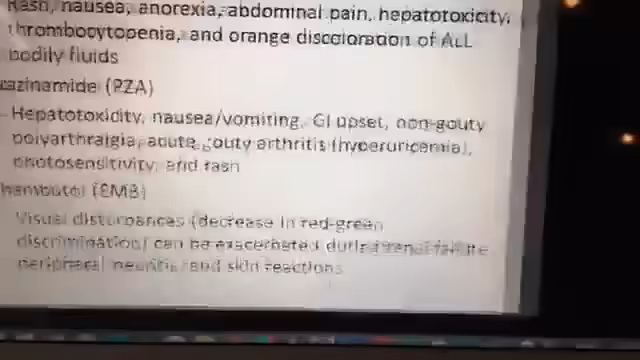 Rash, nausea, anorexia, abdominal pain, hepatotoxicity,
thrombocytopenia, and orange discoloration of ALL
bodily fluids
razinamide (PZA)
Hepatotoxicity, nausea/vomiting, GI upset, non-gouty
polyarthralgia, acute gouty arthritis (hyperuricemia),
photosensitivity, and rash
hambutol (EMB)
Visual disturbances (decrease in red-green
discrimination) can be exacerbated during renal failure
peripheral neuritis, and skin reactions